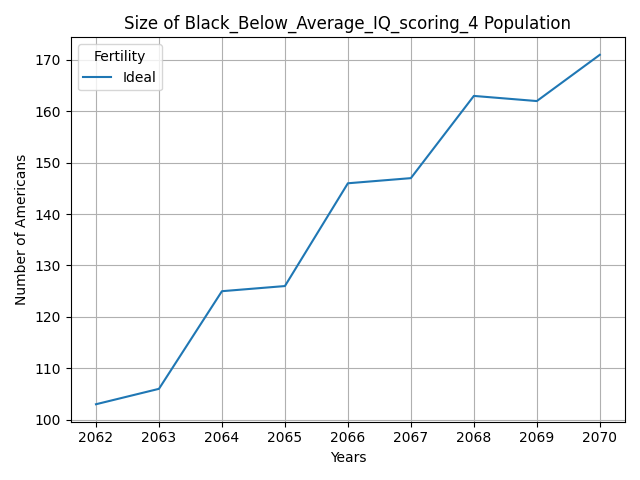 Size of Black_Below_Average_IQ_scoring_4 Population
Fertility
Ideal
Number of Americans
170
160
150
140
130
120
110
100
2062 2063 2064 2065 2066 2067 2068 2069 2070
Years